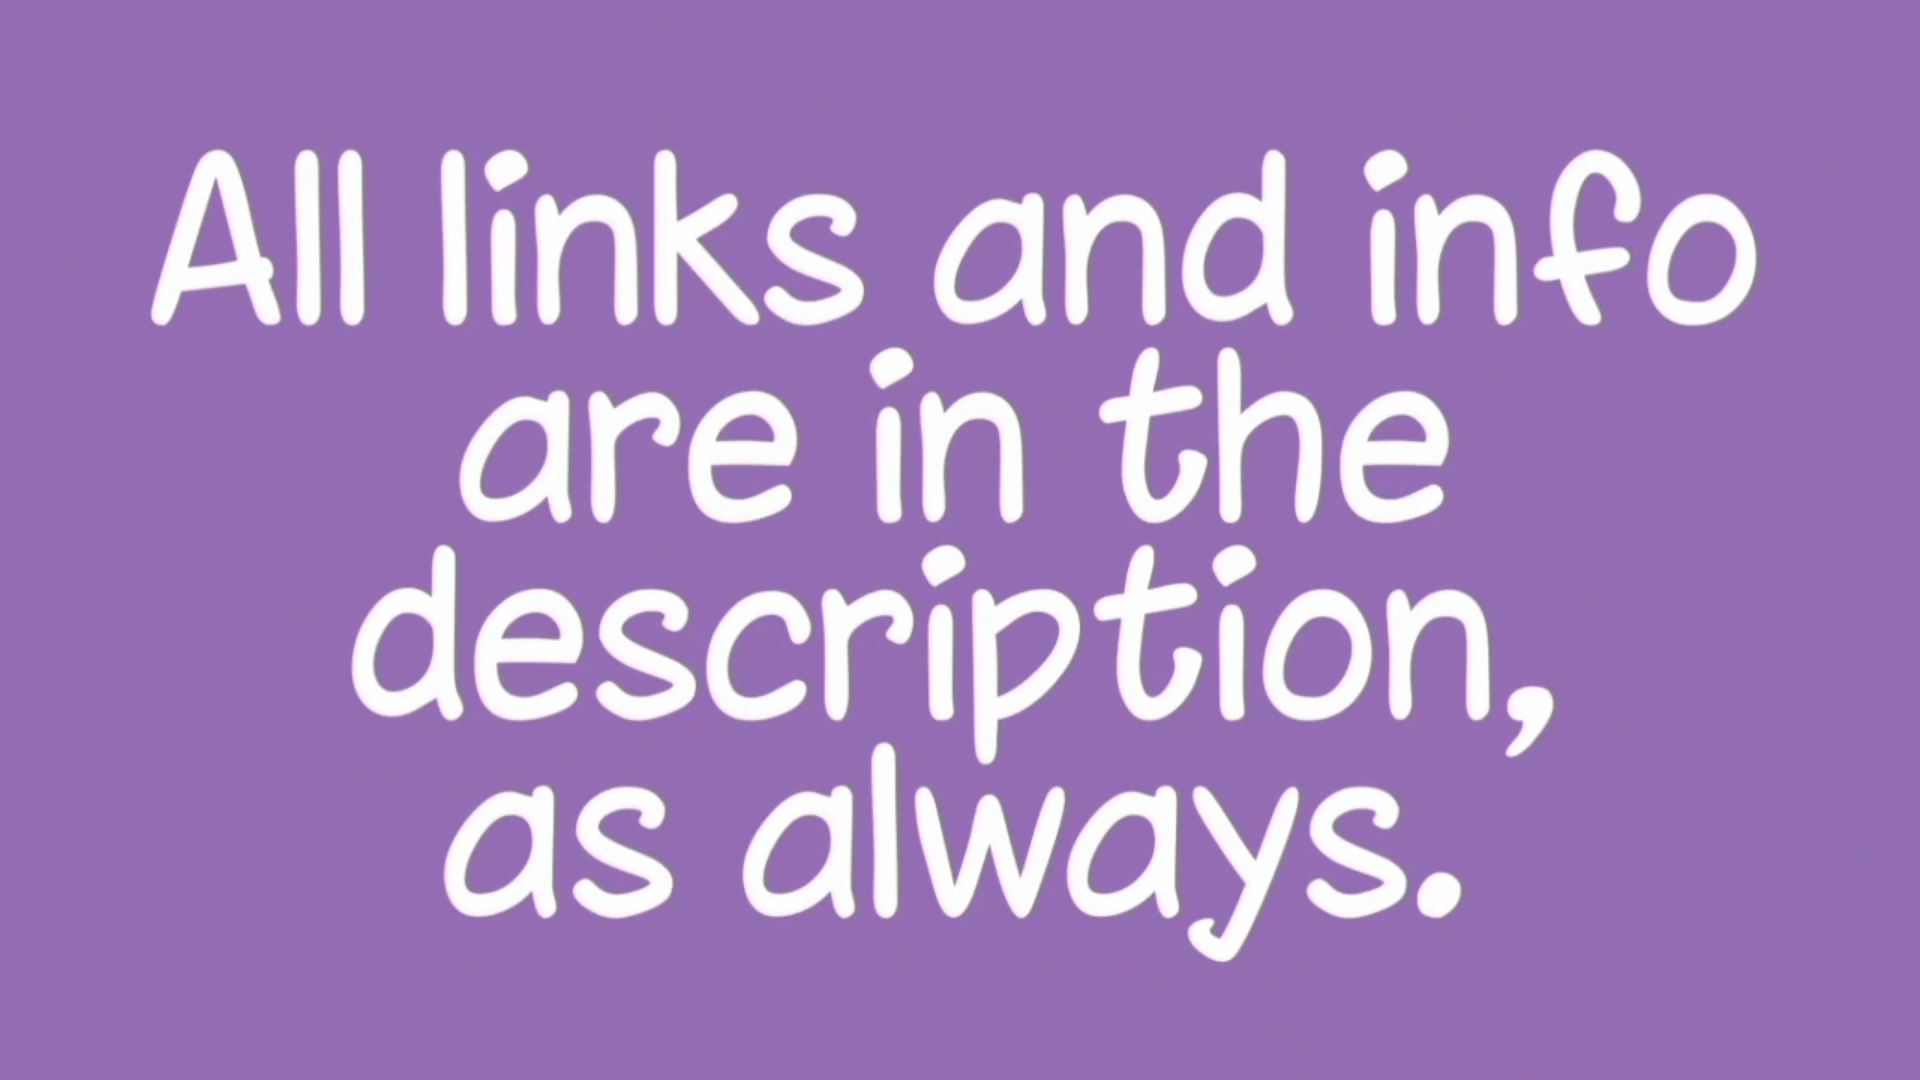 All links and info
are in the
description,
as always.